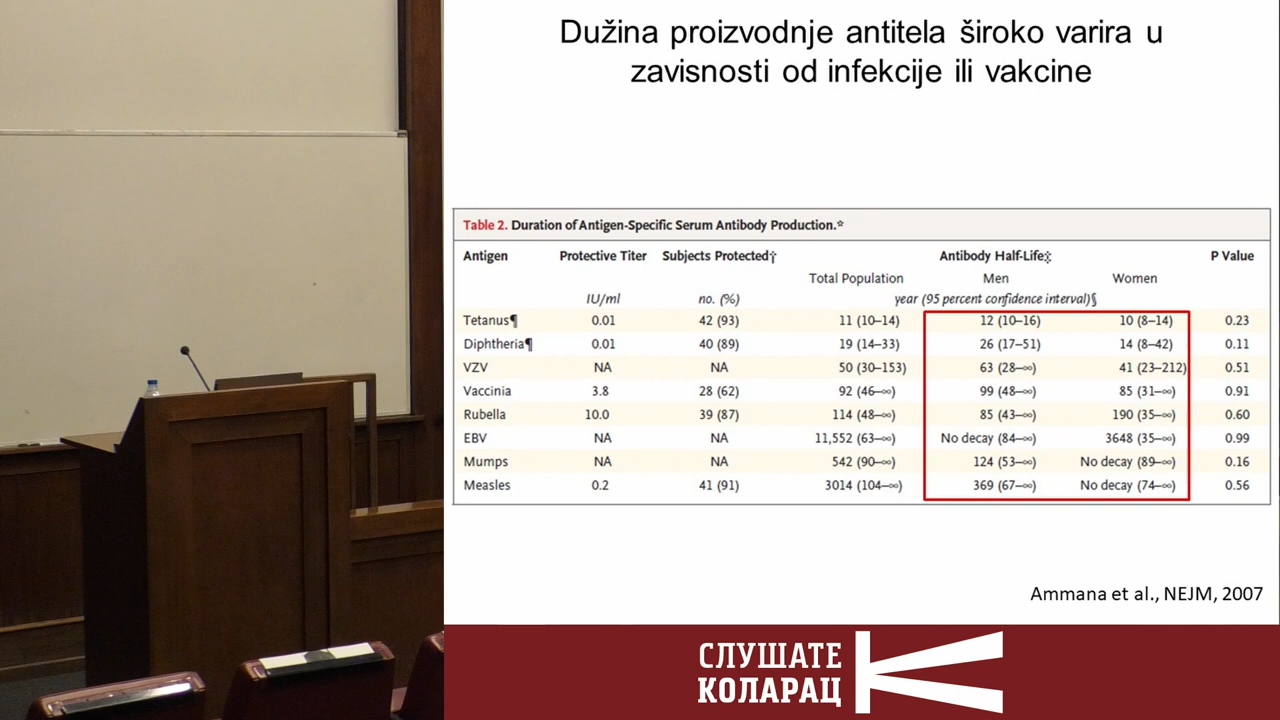 Dužina proizvodnje antitela široko varira u
zavisnosti od infekcije ili vakcine
Table 2. Duration of Antigen-Specific Serum Antibody Production.*
Antigen Protective Titer Subjects Protected† Antibody Half-Life‡ P Value
Total Population Men Women
IU/ml no. (%) year (95 percent confidence interval)§
Tetanus¶ 0.01 42 (93) 11 (10–14) 12 (10–16) 10 (8–14) 0.23
Diphtheria¶ 0.01 40 (89) 19 (14–33) 26 (17–51) 14 (8–42) 0.11
VZV NA NA 50 (30–153) 63 (28–∞) 41 (23–212) 0.51
Vaccinia 3.8 28 (62) 92 (46–∞) 99 (48–∞) 85 (31–∞) 0.91
Rubella 10.0 39 (87) 114 (48–∞) 85 (43–∞) 190 (35–∞) 0.60
EBV NA NA 11,552 (63–∞) No decay (84–∞) 3648 (35–∞) 0.99
Mumps NA NA 542 (90–∞) 124 (53–∞) No decay (89–∞) 0.16
Measles 0.2 41 (91) 3014 (104–∞) 369 (67–∞) No decay (74–∞) 0.56
Ammana et al., NEJM, 2007
СЛУШАТЕ
КОЛАРАЦ